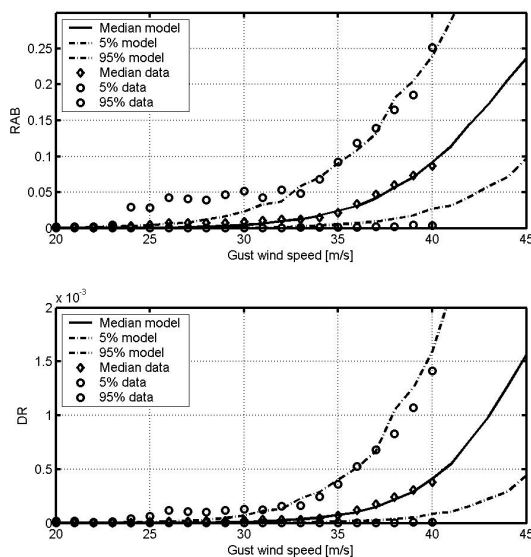 0.25
0.2
0.15
0.1
0.05
0
RAB
Median model
5% model
95% model
Median data
5% data
95% data
20 25 30 35 40 45
Gust wind speed [m/s]
x 10⁻³
2
1.5
1
0.5
0
DR
Median model
5% model
95% model
Median data
5% data
95% data
20 25 30 35 40 45
Gust wind speed [m/s]